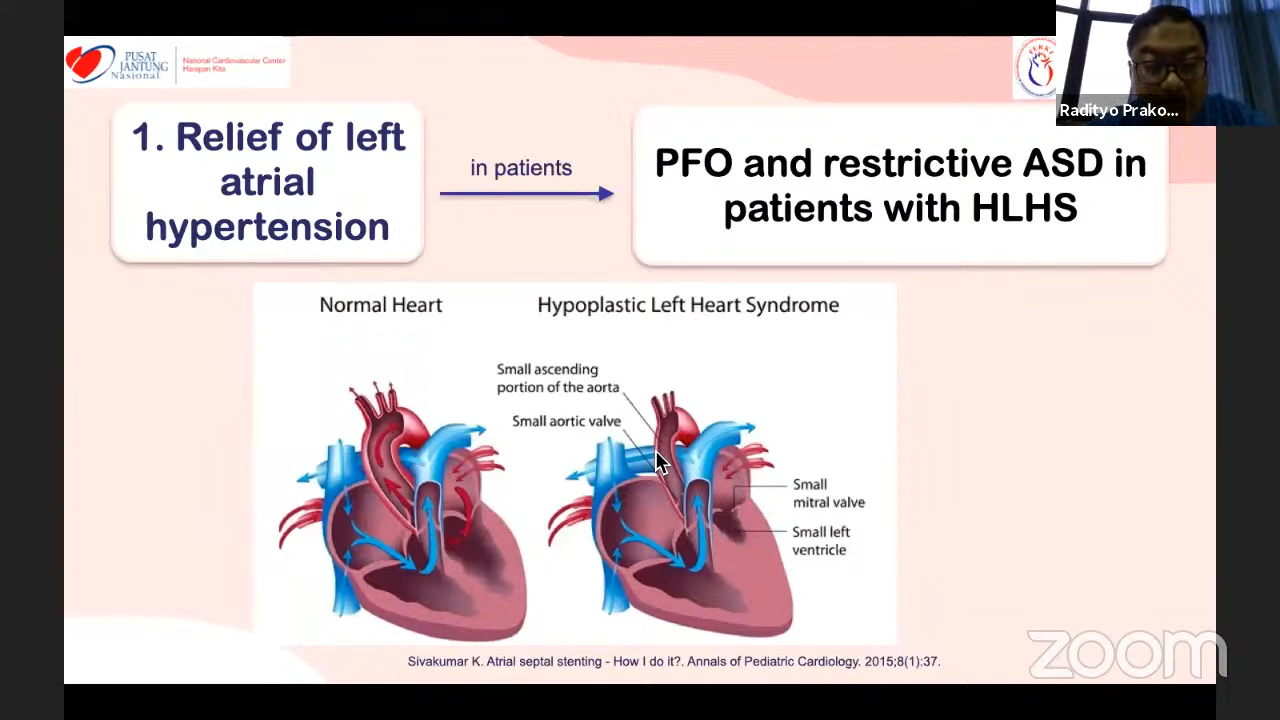 PUSAT
JANTUNG
Nasional
National Cardiovascular Center
Harapan Kita
PERKI
Radityo Prako...
1. Relief of left
atrial
hypertension
in patients
PFO and restrictive ASD in
patients with HLHS
Normal Heart
Hypoplastic Left Heart Syndrome
Small ascending
portion of the aorta
Small aortic valve
Small
mitral valve
Small left
ventricle
Sivakumar K. Atrial septal stenting - How I do it?. Annals of Pediatric Cardiology. 2015;8(1):37.
zoom